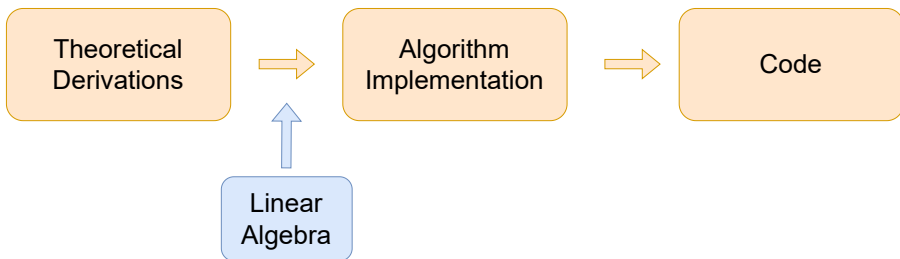 Theoretical
Derivations
Algorithm
Implementation
Code
Linear
Algebra